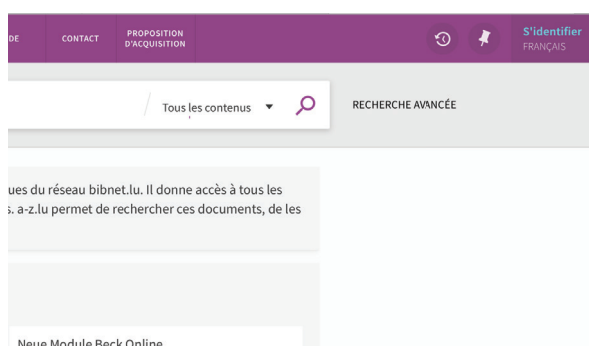 DE
CONTACT
PROPOSITION
D'ACQUISITION
S'identifier
FRANÇAIS
Tous les contenus
RECHERCHE AVANCÉE
ues du réseau bibnet.lu. Il donne accès à tous les
s. a-z.lu permet de rechercher ces documents, de les
Neue Module Beck Online